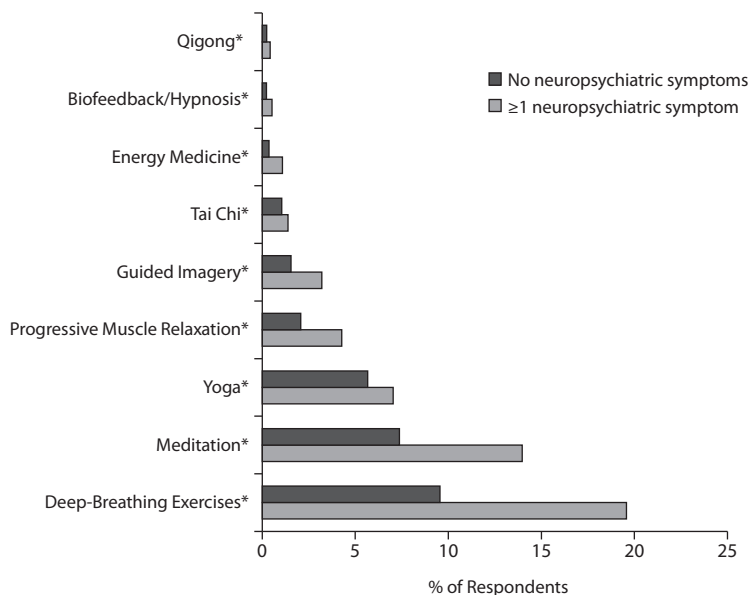 Qigong*
No neuropsychiatric symptoms
Biofeedback/Hypnosis*
≥1 neuropsychiatric symptom
Energy Medicine*
Tai Chi*
Guided Imagery*
Progressive Muscle Relaxation*
Yoga*
Meditation*
Deep-Breathing Exercises*
0 5 10 15 20 25
% of Respondents